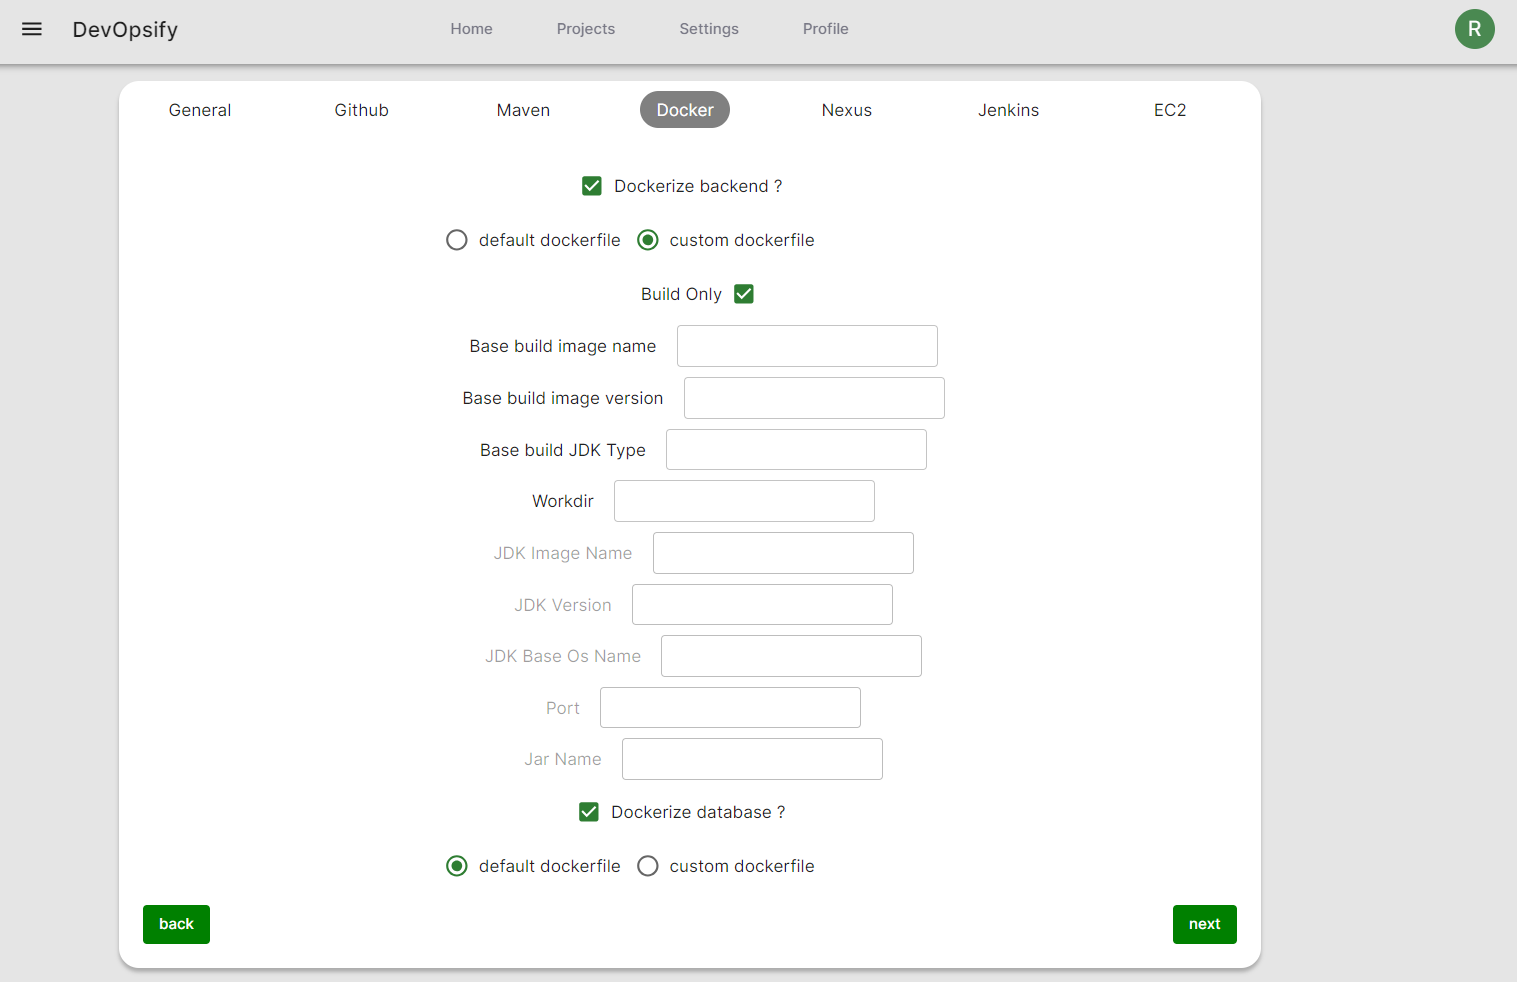 DevOpsify Home Projects Settings Profile R
General Github Maven Docker Nexus Jenkins EC2
Dockerize backend ?
default dockerfile custom dockerfile
Build Only
Base build image name
Base build image version
Base build JDK Type
Workdir
JDK Image Name
JDK Version
JDK Base Os Name
Port
Jar Name
Dockerize database ?
default dockerfile custom dockerfile
back next